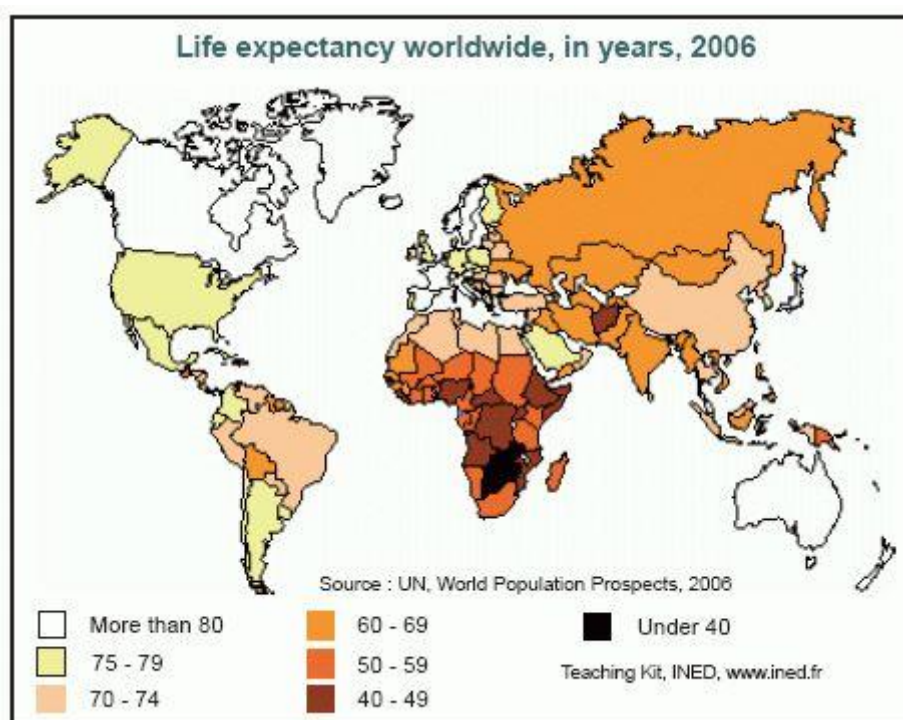 Life expectancy worldwide, in years, 2006
Source : UN, World Population Prospects, 2006
More than 80
60 - 69
Under 40
75 - 79
50 - 59
Teaching Kit, INED, www.ined.fr
70 - 74
40 - 49